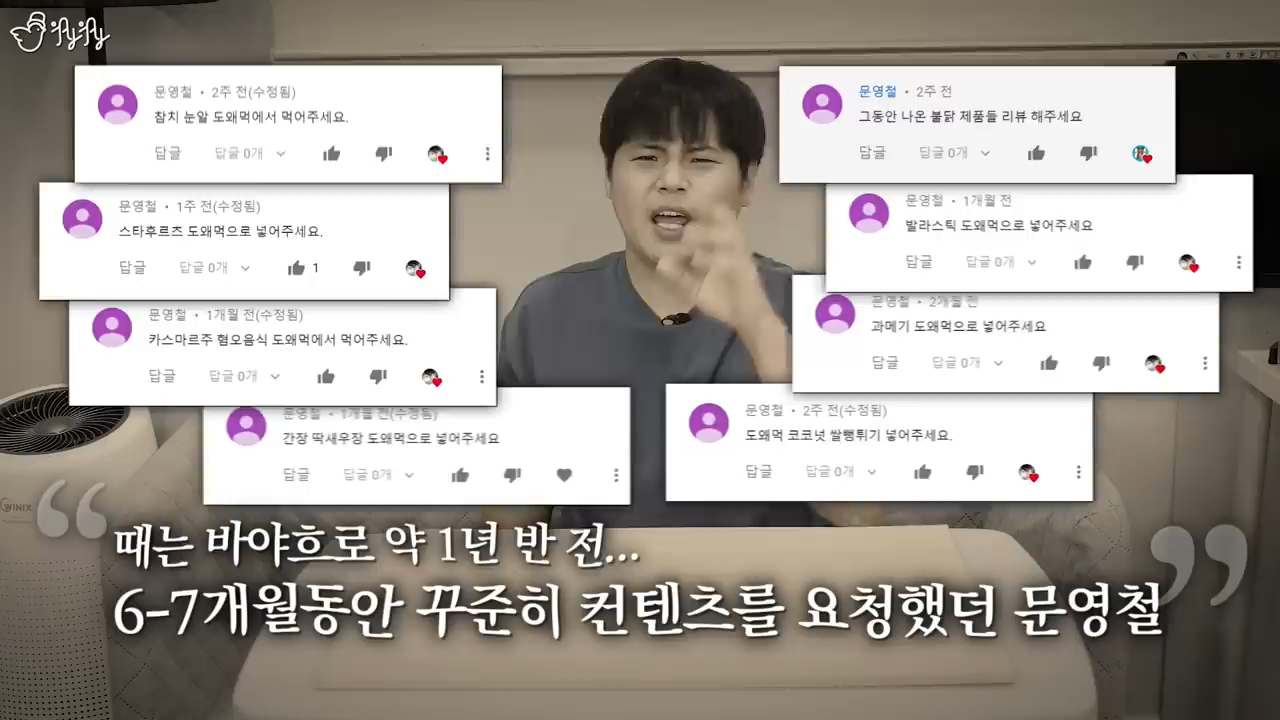 문영철 • 2주 전(수정됨)
참치 눈알 도왜먹에서 먹어주세요.
답글 답글 0개
문영철 • 1주 전(수정됨)
스타후르츠 도왜먹으로 넣어주세요.
답글 답글 0개 1
문영철 • 1개월 전(수정됨)
카스마르주 혐오음식 도왜먹에서 먹어주세요.
답글 답글 0개
문영철 • 1개월 전(수정됨)
간장 딱새우장 도왜먹으로 넣어주세요
답글 답글 0개
문영철 • 2주 전
그동안 나온 불닭 제품들 리뷰 해주세요
답글 답글 0개
문영철 • 1개월 전
발라스틱 도왜먹으로 넣어주세요
답글 답글 0개
문영철 • 2개월 전
과메기 도왜먹으로 넣어주세요
답글 답글 0개
문영철 • 2주 전(수정됨)
도왜먹 코코넛 쌀뻥튀기 넣어주세요.
답글 답글 0개
WINIX
“때는 바야흐로 약 1년 반 전...
6-7개월동안 꾸준히 컨텐츠를 요청했던 문영철”